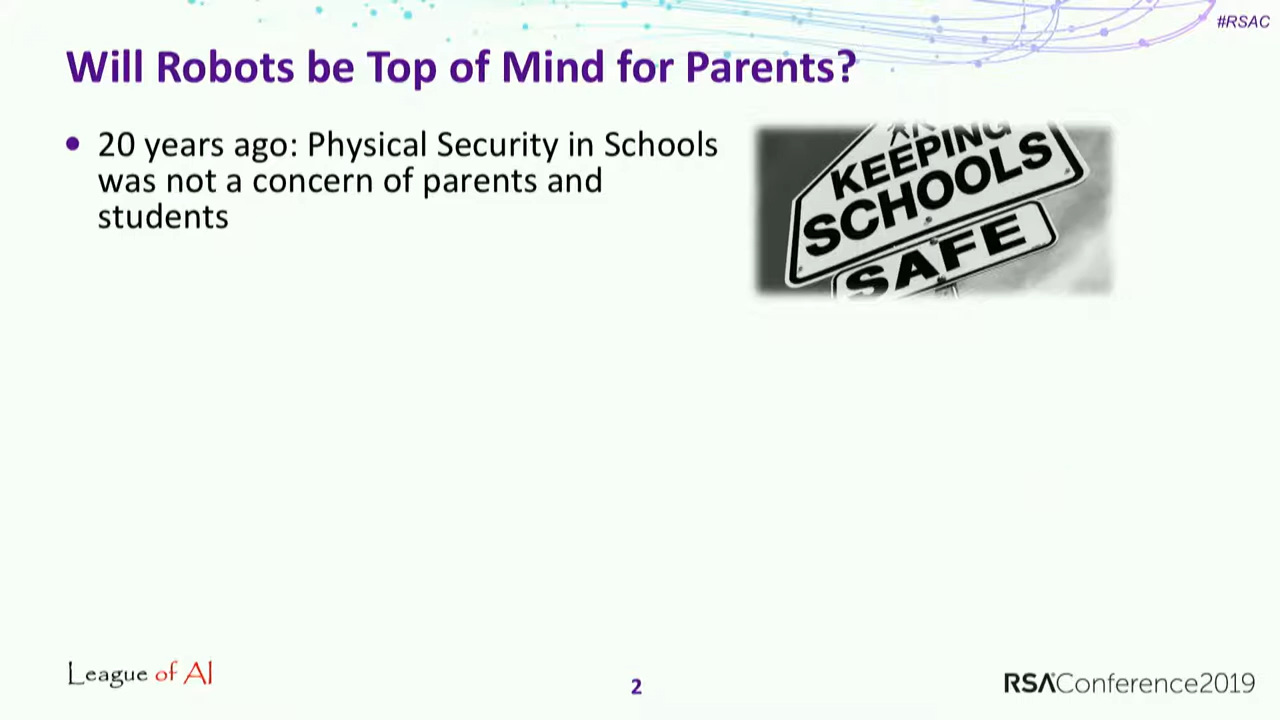 #RSAC
Will Robots be Top of Mind for Parents?
• 20 years ago: Physical Security in Schools
was not a concern of parents and
students
KEEPING
SCHOOLS
SAFE
League of AI
2
RSAConference2019